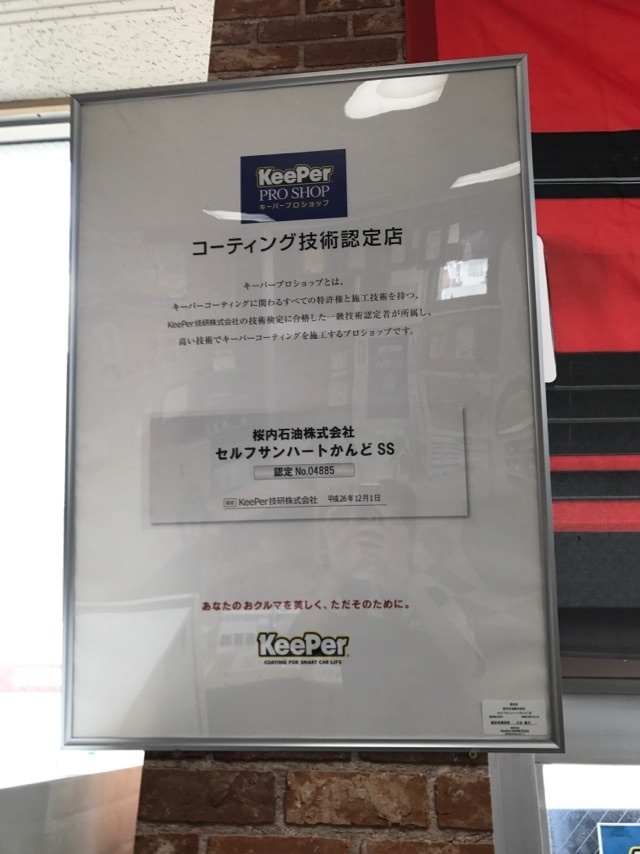 KeePer
PRO SHOP
キーパープロショップ
コーティング技術認定店
キーパープロショップとは、
キーパーコーティングに関わるすべての特許権と施工技術を持つ、
KeePer技研株式会社の技術検定に合格した一級技術認定者が所属し、
高い技術でキーパーコーティングを施工するプロショップです。
桜内石油株式会社
セルフサンハートかんどSS
認定 No.04885
KeePer技研株式会社 平成26年12月1日
あなたのおクルマを美しく、ただそのために。
KeePer
COATING FOR SMART CAR LIFE